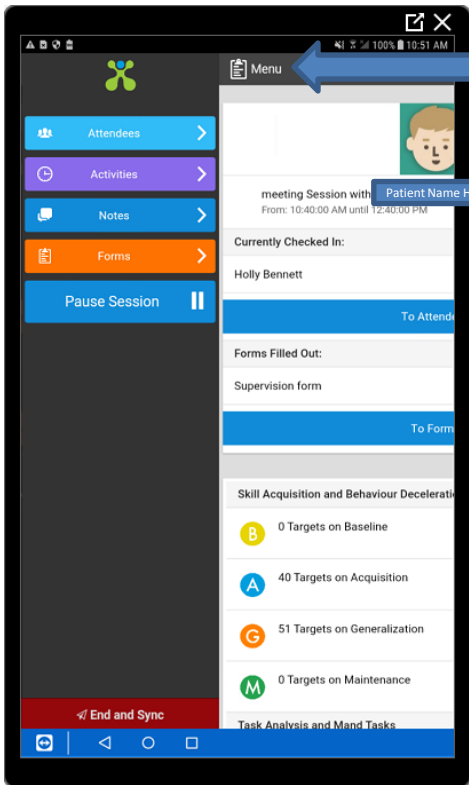 100% 10:51 AM
Menu
Attendees
Activities
Notes
Forms
Pause Session
End and Sync
meeting Session with Patient Name H
From: 10:40:00 AM until 12:40:00 PM
Currently Checked In:
Holly Bennett
To Attende
Forms Filled Out:
Supervision form
To Form
Skill Acquisition and Behaviour Decelerati
B 0 Targets on Baseline
A 40 Targets on Acquisition
G 51 Targets on Generalization
M 0 Targets on Maintenance
Task Analysis and Mand Tasks